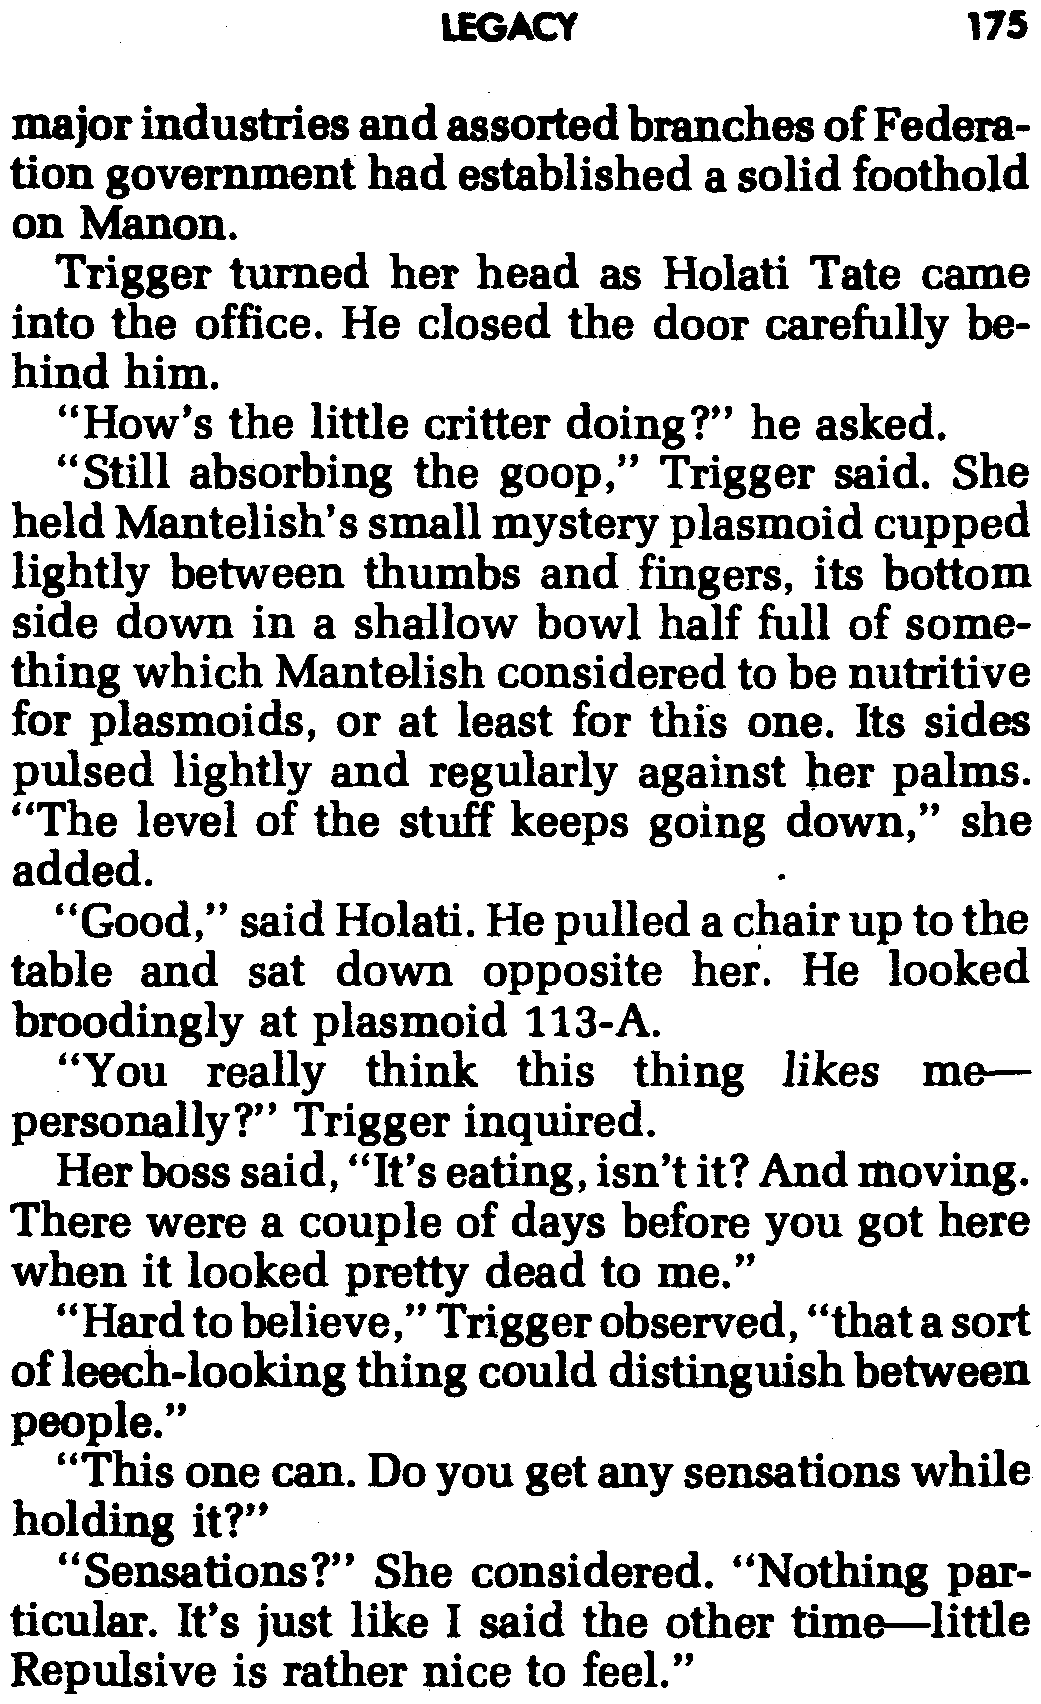 LEGACY 175
major industries and assorted branches of Federa-
tion government had established a solid foothold
on Manon.
Trigger turned her head as Holati Tate came
into the office. He closed the door carefully be-
hind him.
“How’s the little critter doing?” he asked.
“Still absorbing the goop,” Trigger said. She
held Mantelish’s small mystery plasmoid cupped
lightly between thumbs and fingers, its bottom
side down in a shallow bowl half full of some-
thing which Mantelish considered to be nutritive
for plasmoids, or at least for this one. Its sides
pulsed lightly and regularly against her palms.
“The level of the stuff keeps going down,” she
added.
“Good,” said Holati. He pulled a chair up to the
table and sat down opposite her. He looked
broodingly at plasmoid 113-A.
“You really think this thing likes me—
personally?” Trigger inquired.
Her boss said, “It’s eating, isn’t it? And moving.
There were a couple of days before you got here
when it looked pretty dead to me.”
“Hard to believe,” Trigger observed, “that a sort
of leech-looking thing could distinguish between
people.”
“This one can. Do you get any sensations while
holding it?”
“Sensations?” She considered. “Nothing par-
ticular. It’s just like I said the other time—little
Repulsive is rather nice to feel.”